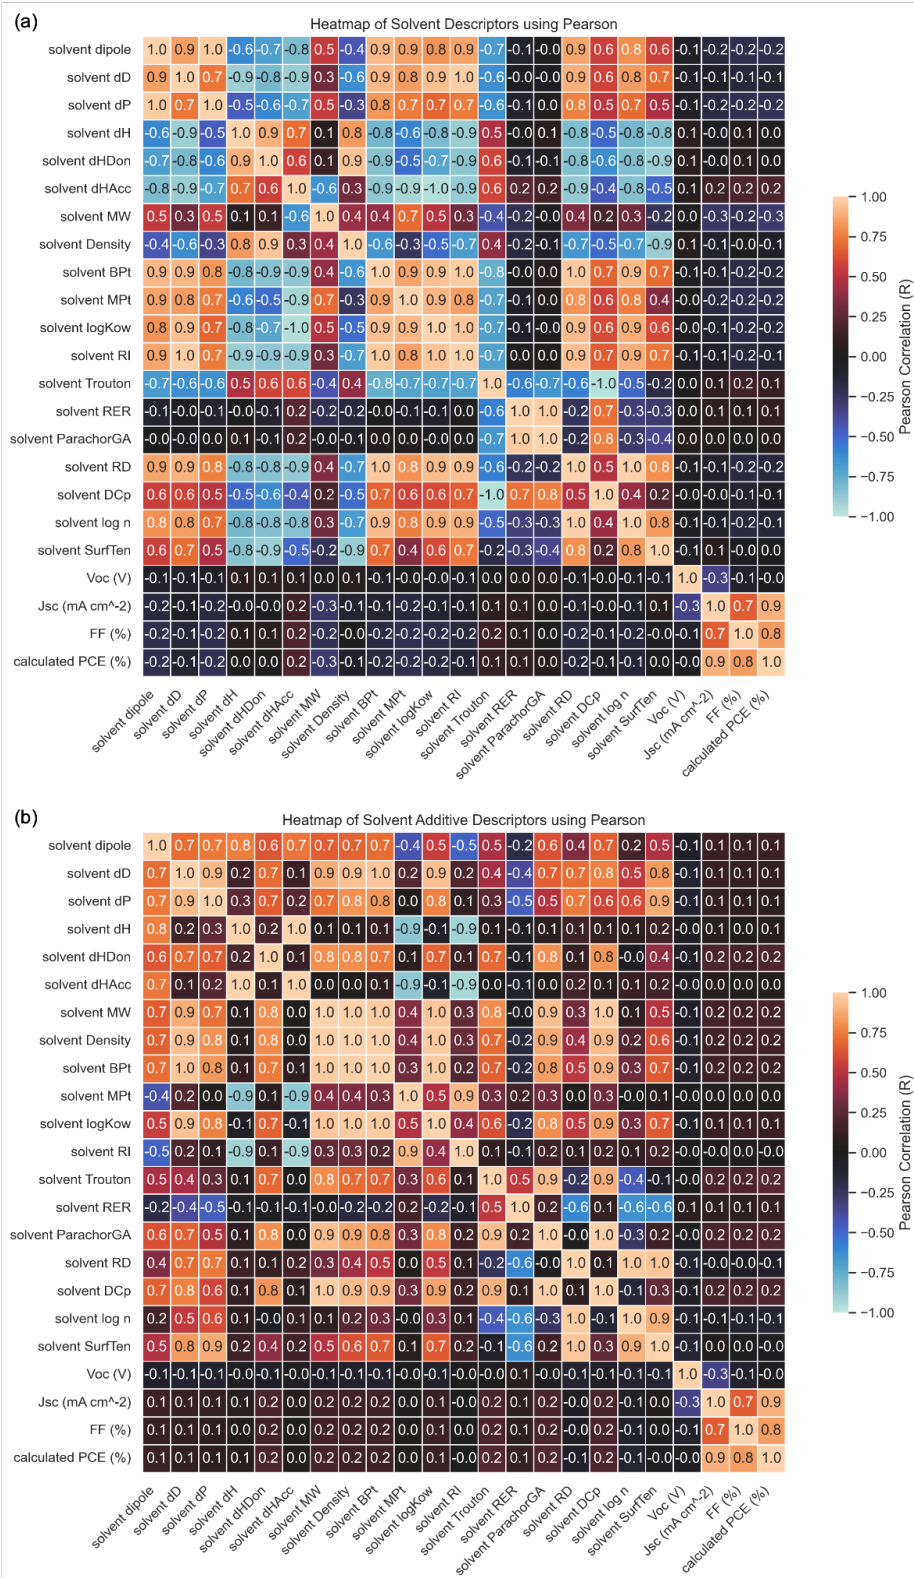 (a)
Heatmap of Solvent Descriptors using Pearson
solvent dipole 1.0 0.9 1.0 -0.6 -0.7 -0.8 0.5 -0.4 0.9 0.9 0.8 0.9 -0.7 -0.1 -0.0 0.9 0.6 0.8 0.6 -0.1 -0.2 -0.2 -0.2
solvent dD 0.9 1.0 0.7 -0.9 -0.8 -0.9 0.3 -0.6 0.9 0.8 0.9 1.0 -0.6 -0.0 -0.0 0.9 0.6 0.8 0.7 -0.1 -0.1 -0.1 -0.1
solvent dP 1.0 0.7 1.0 -0.5 -0.6 -0.7 0.5 -0.3 0.8 0.7 0.7 0.7 -0.6 -0.1 0.0 0.8 0.5 0.7 0.5 -0.1 -0.2 -0.2 -0.2
solvent dH -0.6 -0.9 -0.5 1.0 0.9 0.7 0.1 0.8 -0.8 -0.6 -0.8 -0.9 0.5 -0.0 0.1 -0.8 -0.5 -0.8 -0.8 0.1 -0.0 0.1 0.0
solvent dHDon -0.7 -0.8 -0.6 0.9 1.0 0.6 0.1 0.9 -0.8 -0.5 -0.7 -0.9 0.6 -0.1 -0.1 -0.8 -0.6 -0.8 -0.9 0.1 -0.0 0.1 0.0
solvent dHAcc -0.8 -0.9 -0.7 0.7 0.6 1.0 -0.6 0.3 -0.9 -0.9 -1.0 -0.9 0.6 0.2 0.2 -0.9 -0.4 -0.8 -0.5 0.1 0.2 0.2 0.2
solvent MW 0.5 0.3 0.5 0.1 0.1 -0.6 1.0 0.4 0.4 0.7 0.5 0.3 -0.4 -0.2 -0.0 0.4 0.2 0.3 -0.2 0.0 -0.3 -0.2 -0.3
solvent Density -0.4 -0.6 -0.3 0.8 0.9 0.3 0.4 1.0 -0.6 -0.3 -0.5 -0.7 0.4 -0.2 -0.1 -0.7 -0.5 -0.7 -0.9 0.1 -0.1 -0.0 -0.1
solvent BPt 0.9 0.9 0.8 -0.8 -0.9 -0.9 0.4 -0.6 1.0 0.9 0.9 1.0 -0.8 -0.0 0.0 1.0 0.7 0.9 0.7 -0.1 -0.1 -0.2 -0.2
solvent MPt 0.9 0.8 0.7 -0.6 -0.5 -0.9 0.7 -0.3 0.9 1.0 0.9 0.8 -0.7 -0.1 0.0 0.8 0.6 0.8 0.4 -0.0 -0.2 -0.2 -0.2
solvent logKow 0.8 0.9 0.7 -0.8 -0.7 -1.0 0.5 -0.5 0.9 0.9 1.0 1.0 -0.7 -0.1 0.0 0.9 0.6 0.9 0.6 -0.0 -0.1 -0.2 -0.2
solvent RI 0.9 1.0 0.7 -0.9 -0.9 -0.9 0.3 -0.7 1.0 0.8 1.0 1.0 -0.7 0.0 0.0 0.9 0.7 0.9 0.7 -0.1 -0.1 -0.2 -0.1
solvent Trouton -0.7 -0.6 -0.6 0.5 0.6 0.6 -0.4 0.4 -0.8 -0.7 -0.7 -0.7 1.0 -0.6 -0.7 -0.6 -1.0 -0.5 -0.2 0.0 0.1 0.2 0.1
solvent RER -0.1 -0.0 -0.1 -0.0 -0.1 0.2 -0.2 -0.2 -0.0 -0.1 -0.1 0.0 -0.6 1.0 1.0 -0.2 0.7 -0.3 -0.3 0.0 0.1 0.1 0.1
solvent ParachorGA -0.0 -0.0 0.0 0.1 -0.1 0.2 -0.0 -0.1 0.0 0.0 0.0 0.0 -0.7 1.0 1.0 -0.2 0.8 -0.3 -0.4 0.0 0.1 0.0 0.0
solvent RD 0.9 0.9 0.8 -0.8 -0.8 -0.9 0.4 -0.7 1.0 0.8 0.9 0.9 -0.6 -0.2 -0.2 1.0 0.5 1.0 0.8 -0.1 -0.1 -0.2 -0.2
solvent DCp 0.6 0.6 0.5 -0.5 -0.6 -0.4 0.2 -0.5 0.7 0.6 0.6 0.7 -1.0 0.7 0.8 0.5 1.0 0.4 0.2 -0.0 -0.0 -0.1 -0.0
solvent log n 0.8 0.8 0.7 -0.8 -0.8 -0.8 0.3 -0.7 0.9 0.8 0.9 0.9 -0.5 -0.3 -0.3 1.0 0.4 1.0 0.8 -0.1 -0.1 -0.2 -0.1
solvent SurfTen 0.6 0.7 0.5 -0.8 -0.9 -0.5 -0.2 -0.9 0.7 0.4 0.6 0.7 -0.2 -0.3 -0.4 0.8 0.2 0.8 1.0 -0.1 0.1 -0.0 0.0
Voc (V) -0.1 -0.1 -0.1 0.1 0.1 0.1 0.0 0.1 -0.1 -0.0 -0.0 -0.1 0.0 0.0 0.0 -0.1 -0.0 -0.1 -0.1 1.0 -0.3 -0.1 -0.0
Jsc (mA cm^-2) -0.2 -0.1 -0.2 -0.0 -0.0 0.2 -0.3 -0.1 -0.1 -0.2 -0.1 -0.1 0.1 0.1 0.1 -0.1 -0.0 -0.1 0.1 -0.3 1.0 0.7 0.9
FF (%) -0.2 -0.1 -0.2 0.1 0.1 0.2 -0.2 -0.0 -0.2 -0.2 -0.2 -0.2 0.2 0.1 0.0 -0.2 -0.1 -0.2 -0.0 -0.1 0.7 1.0 0.8
calculated PCE (%) -0.2 -0.1 -0.2 0.0 0.0 0.2 -0.3 -0.1 -0.2 -0.2 -0.2 -0.1 0.1 0.1 0.0 -0.2 -0.0 -0.1 0.0 -0.0 0.9 0.8 1.0
solvent dipole
solvent dD
solvent dP
solvent dH
solvent dHDon
solvent dHAcc
solvent MW
solvent Density
solvent BPt
solvent MPt
solvent logKow
solvent RI
solvent Trouton
solvent RER
solvent ParachorGA
solvent RD
solvent DCp
solvent log n
solvent SurfTen
Voc (V)
Jsc (mA cm^-2)
FF (%)
calculated PCE (%)
1.00
0.75
0.50
0.25
0.00
−0.25
−0.50
−0.75
−1.00
Pearson Correlation (R)
(b)
Heatmap of Solvent Additive Descriptors using Pearson
solvent dipole 1.0 0.7 0.7 0.8 0.6 0.7 0.7 0.7 0.7 -0.4 0.5 -0.5 0.5 -0.2 0.6 0.4 0.7 0.2 0.5 -0.1 0.1 0.1 0.1
solvent dD 0.7 1.0 0.9 0.2 0.7 0.1 0.9 0.9 1.0 0.2 0.9 0.2 0.4 -0.4 0.7 0.7 0.8 0.5 0.8 -0.1 0.1 0.1 0.1
solvent dP 0.7 0.9 1.0 0.3 0.7 0.2 0.7 0.8 0.8 0.0 0.8 0.1 0.3 -0.5 0.5 0.7 0.6 0.6 0.9 -0.1 0.1 0.1 0.1
solvent dH 0.8 0.2 0.3 1.0 0.2 1.0 0.1 0.1 0.1 -0.9 -0.1 -0.9 0.1 -0.1 0.1 0.1 0.1 0.1 0.2 -0.0 0.1 0.0 0.1
solvent dHDon 0.6 0.7 0.7 0.2 1.0 0.1 0.8 0.8 0.7 0.1 0.7 0.1 0.7 -0.1 0.8 0.1 0.8 -0.0 0.4 -0.1 0.2 0.2 0.2
solvent dHAcc 0.7 0.1 0.2 1.0 0.1 1.0 0.0 0.0 0.1 -0.9 -0.1 -0.9 0.0 -0.1 0.0 0.2 0.1 0.1 0.2 -0.0 0.0 0.0 0.0
solvent MW 0.7 0.9 0.7 0.1 0.8 0.0 1.0 1.0 1.0 0.4 1.0 0.3 0.8 -0.0 0.9 0.3 1.0 0.1 0.5 -0.1 0.2 0.2 0.2
solvent Density 0.7 0.9 0.8 0.1 0.8 0.0 1.0 1.0 1.0 0.4 1.0 0.3 0.7 -0.2 0.9 0.4 0.9 0.2 0.6 -0.1 0.2 0.2 0.2
solvent BPt 0.7 1.0 0.8 0.1 0.7 0.1 1.0 1.0 1.0 0.3 1.0 0.2 0.7 -0.2 0.8 0.5 0.9 0.3 0.7 -0.1 0.2 0.2 0.2
solvent MPt -0.4 0.2 0.0 -0.9 0.1 -0.9 0.4 0.4 0.3 1.0 0.5 0.9 0.3 0.2 0.3 0.0 0.3 -0.0 0.1 -0.0 0.0 0.0 0.0
solvent logKow 0.5 0.9 0.8 -0.1 0.7 -0.1 1.0 1.0 1.0 0.5 1.0 0.4 0.6 -0.2 0.8 0.5 0.9 0.3 0.7 -0.1 0.1 0.1 0.1
solvent RI -0.5 0.2 0.1 -0.9 0.1 -0.9 0.3 0.3 0.2 0.9 0.4 1.0 0.1 -0.1 0.2 0.1 0.2 0.1 0.1 0.0 -0.0 -0.0 -0.0
solvent Trouton 0.5 0.4 0.3 0.1 0.7 0.0 0.8 0.7 0.7 0.3 0.6 0.1 1.0 0.5 0.9 -0.2 0.9 -0.4 -0.1 -0.0 0.2 0.2 0.2
solvent RER -0.2 -0.4 -0.5 -0.1 -0.1 -0.1 -0.0 -0.2 -0.2 0.2 -0.2 -0.1 0.5 1.0 0.2 -0.6 0.1 -0.6 -0.6 0.1 0.1 0.1 0.1
solvent ParachorGA 0.6 0.7 0.5 0.1 0.8 0.0 0.9 0.9 0.8 0.3 0.8 0.2 0.9 0.2 1.0 -0.0 1.0 -0.3 0.2 -0.0 0.2 0.2 0.2
solvent RD 0.4 0.7 0.7 0.1 0.1 0.2 0.3 0.4 0.5 0.0 0.5 0.1 -0.2 -0.6 -0.0 1.0 0.1 1.0 1.0 -0.1 -0.0 -0.0 -0.1
solvent DCp 0.7 0.8 0.6 0.1 0.8 0.1 1.0 0.9 0.9 0.3 0.9 0.2 0.9 0.1 1.0 0.1 1.0 -0.1 0.3 -0.1 0.2 0.2 0.2
solvent log n 0.2 0.5 0.6 0.1 -0.0 0.1 0.1 0.2 0.3 -0.0 0.3 0.1 -0.4 -0.6 -0.3 1.0 -0.1 1.0 0.9 -0.1 -0.1 -0.1 -0.1
solvent SurfTen 0.5 0.8 0.9 0.2 0.4 0.2 0.5 0.6 0.7 0.1 0.7 0.1 -0.1 -0.6 0.2 1.0 0.3 0.9 1.0 -0.1 0.0 0.0 -0.0
Voc (V) -0.1 -0.1 -0.1 -0.0 -0.1 -0.0 -0.1 -0.1 -0.1 -0.0 -0.1 0.0 -0.0 0.1 -0.0 -0.1 -0.1 -0.1 -0.1 1.0 -0.3 -0.1 -0.0
Jsc (mA cm^-2) 0.1 0.1 0.1 0.1 0.2 0.0 0.2 0.2 0.2 0.0 0.1 -0.0 0.2 0.1 0.2 -0.0 0.2 -0.1 0.0 -0.3 1.0 0.7 0.9
FF (%) 0.1 0.1 0.1 0.0 0.2 0.0 0.2 0.2 0.2 0.0 0.1 -0.0 0.2 0.1 0.2 -0.0 0.2 -0.1 0.0 -0.1 0.7 1.0 0.8
calculated PCE (%) 0.1 0.1 0.1 0.1 0.2 0.0 0.2 0.2 0.2 0.0 0.1 -0.0 0.2 0.1 0.2 -0.1 0.2 -0.1 -0.0 -0.0 0.9 0.8 1.0
solvent dipole
solvent dD
solvent dP
solvent dH
solvent dHDon
solvent dHAcc
solvent MW
solvent Density
solvent BPt
solvent MPt
solvent logKow
solvent RI
solvent Trouton
solvent RER
solvent ParachorGA
solvent RD
solvent DCp
solvent log n
solvent SurfTen
Voc (V)
Jsc (mA cm^-2)
FF (%)
calculated PCE (%)
1.00
0.75
0.50
0.25
0.00
−0.25
−0.50
−0.75
−1.00
Pearson Correlation (R)